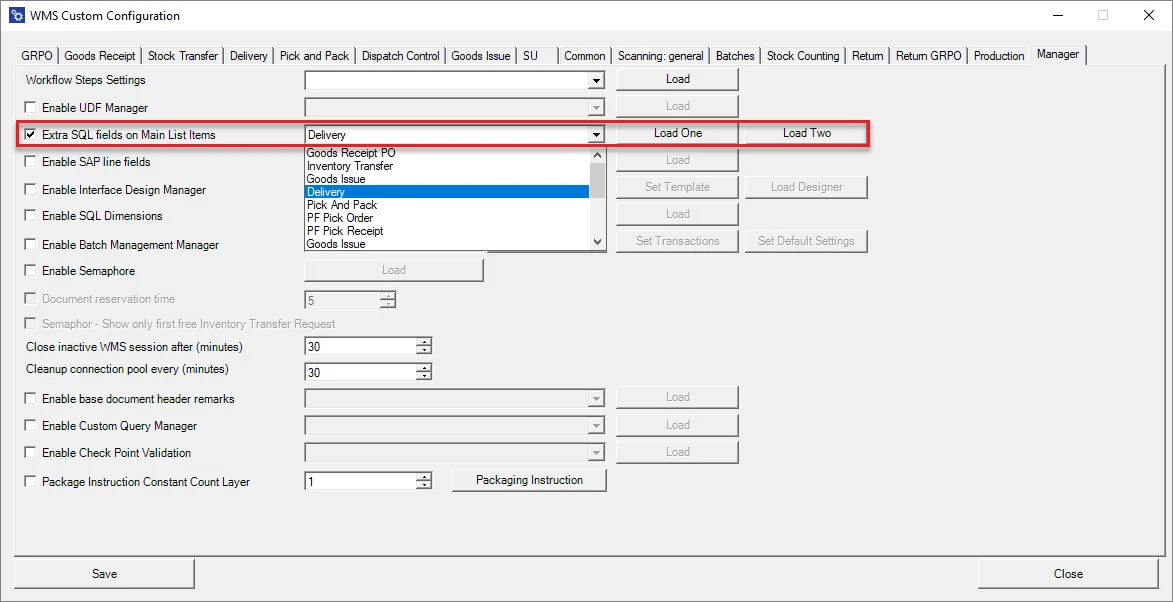 WMS Custom Configuration
GRPO Goods Receipt Stock Transfer Delivery Pick and Pack Dispatch Control Goods Issue SU Common Scanning: general Batches Stock Counting Return Return GRPO Production Manager
Workflow Steps Settings Load
Enable UDF Manager Load
Extra SQL fields on Main List Items Delivery Load One Load Two
Goods Receipt PO
Enable SAP line fields Inventory Transfer Load
Goods Issue
Enable Interface Design Manager Delivery Set Template Load Designer
Pick And Pack
Enable SQL Dimensions PF Pick Order Load
PF Pick Receipt
Enable Batch Management Manager Goods Issue Set Transactions Set Default Settings
Enable Semaphore Load
Document reservation time 5
Semaphor - Show only first free Inventory Transfer Request
Close inactive WMS session after (minutes) 30
Cleanup connection pool every (minutes) 30
Enable base document header remarks Load
Enable Custom Query Manager Load
Enable Check Point Validation Load
Package Instruction Constant Count Layer 1 Packaging Instruction
Save Close